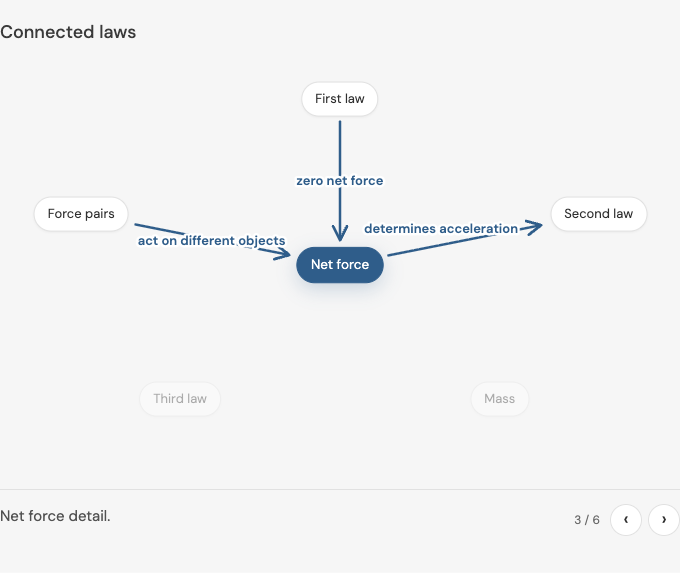 Connected laws
First law
zero net force
Force pairs
Second law
determines acceleration
act on different objects
Net force
Third law
Mass
Net force detail.
3 / 6
‹ ›